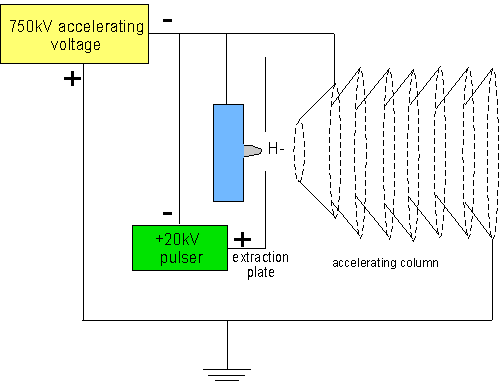 750kV accelerating
voltage
-
+
H-
-
+20kV
pulser
+
extraction
plate
accelerating column